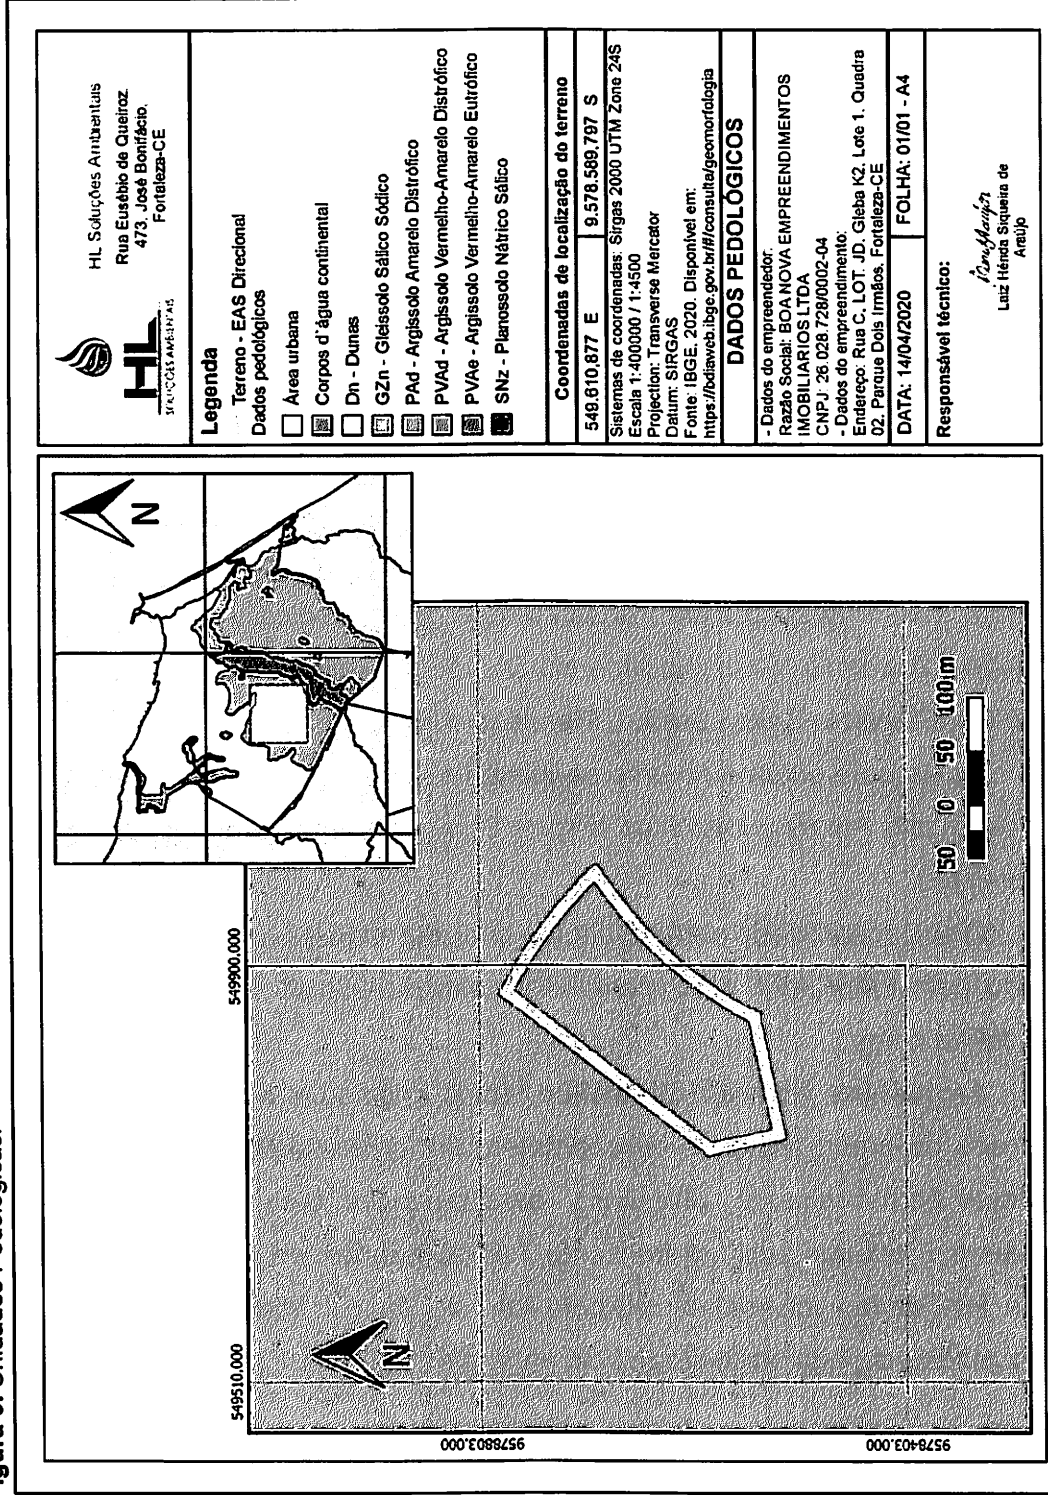 HL Soluções Ambientais
Rua Eusébio de Queiroz
473, José Bonifácio,
Fortaleza-CE
HL
SOLUÇÕES AMBIENTAIS
Legenda
Terreno - EAS Direcional
Dados pedológicos
Área urbana
Corpos d`água continental
Dn - Dunas
GZn - Gleissolo Sálico Sódico
PAd - Argissolo Amarelo Distrófico
PVAd - Argissolo Vermelho-Amarelo Distrófico
PVAe - Argissolo Vermelho-Amarelo Eutrófico
SNz - Planossolo Nátrico Sálico
Coordenadas de localização do terreno
549.610,877 E
9.578.589,797 S
Sistemas de coordenadas: Sirgas 2000 UTM Zone 24S
Escala 1:400000 / 1:4500
Projection: Transverse Mercator
Datum: SIRGAS
Fonte: IBGE, 2020. Disponível em:
https://bdiaweb.ibge.gov.br/#/consulta/geomorfologia
DADOS PEDOLÓGICOS
- Dados do empreendedor:
Razão Social: BOA NOVA EMPREENDIMENTOS
IMOBILIARIOS LTDA
CNPJ: 26.028.728/0002-04
- Dados do empreendimento:
Endereço: Rua C, LOT. JD. Gleba K2, Lote 1, Quadra
02, Parque Dois Irmãos, Fortaleza-CE
DATA: 14/04/2020
FOLHA: 01/01 - A4
Responsável técnico:
Laiz Hérida Siqueira de
Araújo
N
549510.000
549900.000
9578803.000
9578403.000
N
50 0 50 100 m